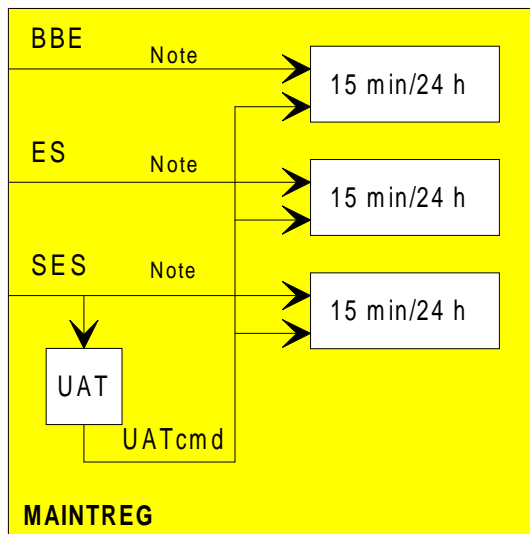 BBE
Note
15 min/24 h
ES
Note
15 min/24 h
SES
Note
15 min/24 h
UAT
UATcmd
MAINTREG